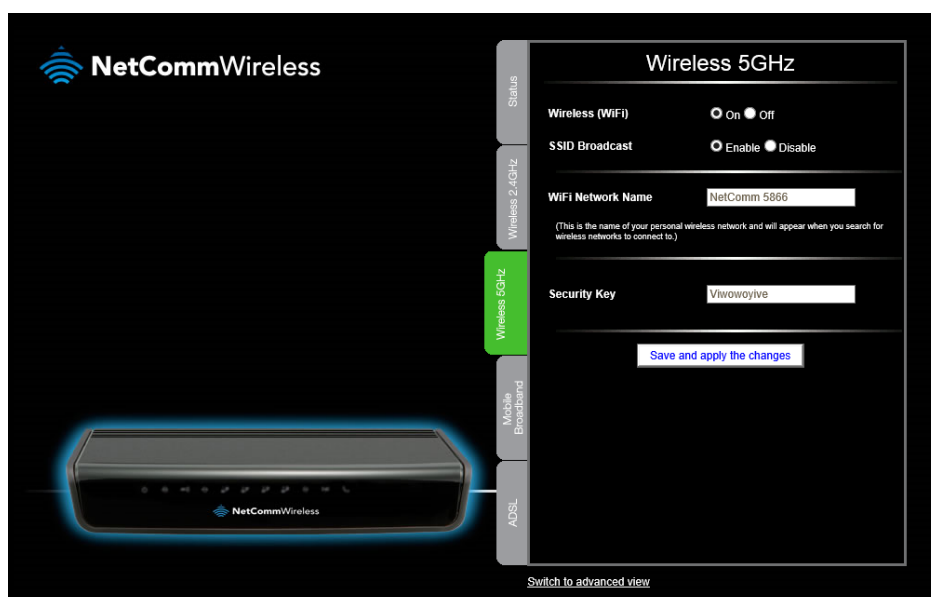 NetCommWireless
Status
Wireless 2.4GHz
Wireless 5GHz
Mobile
Broadband
ADSL
Wireless 5GHz
Wireless (WiFi) On Off
SSID Broadcast Enable Disable
WiFi Network Name NetComm 5866
(This is the name of your personal wireless network and will appear when you search for
wireless networks to connect to.)
Security Key Viwowoyive
Save and apply the changes
NetCommWireless
Switch to advanced view